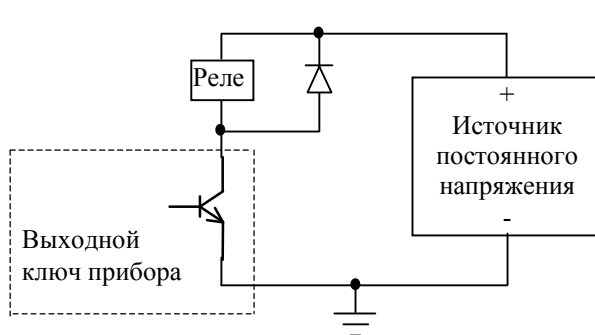 Реле
+
Источник
постоянного
напряжения
-
Выходной
ключ прибора